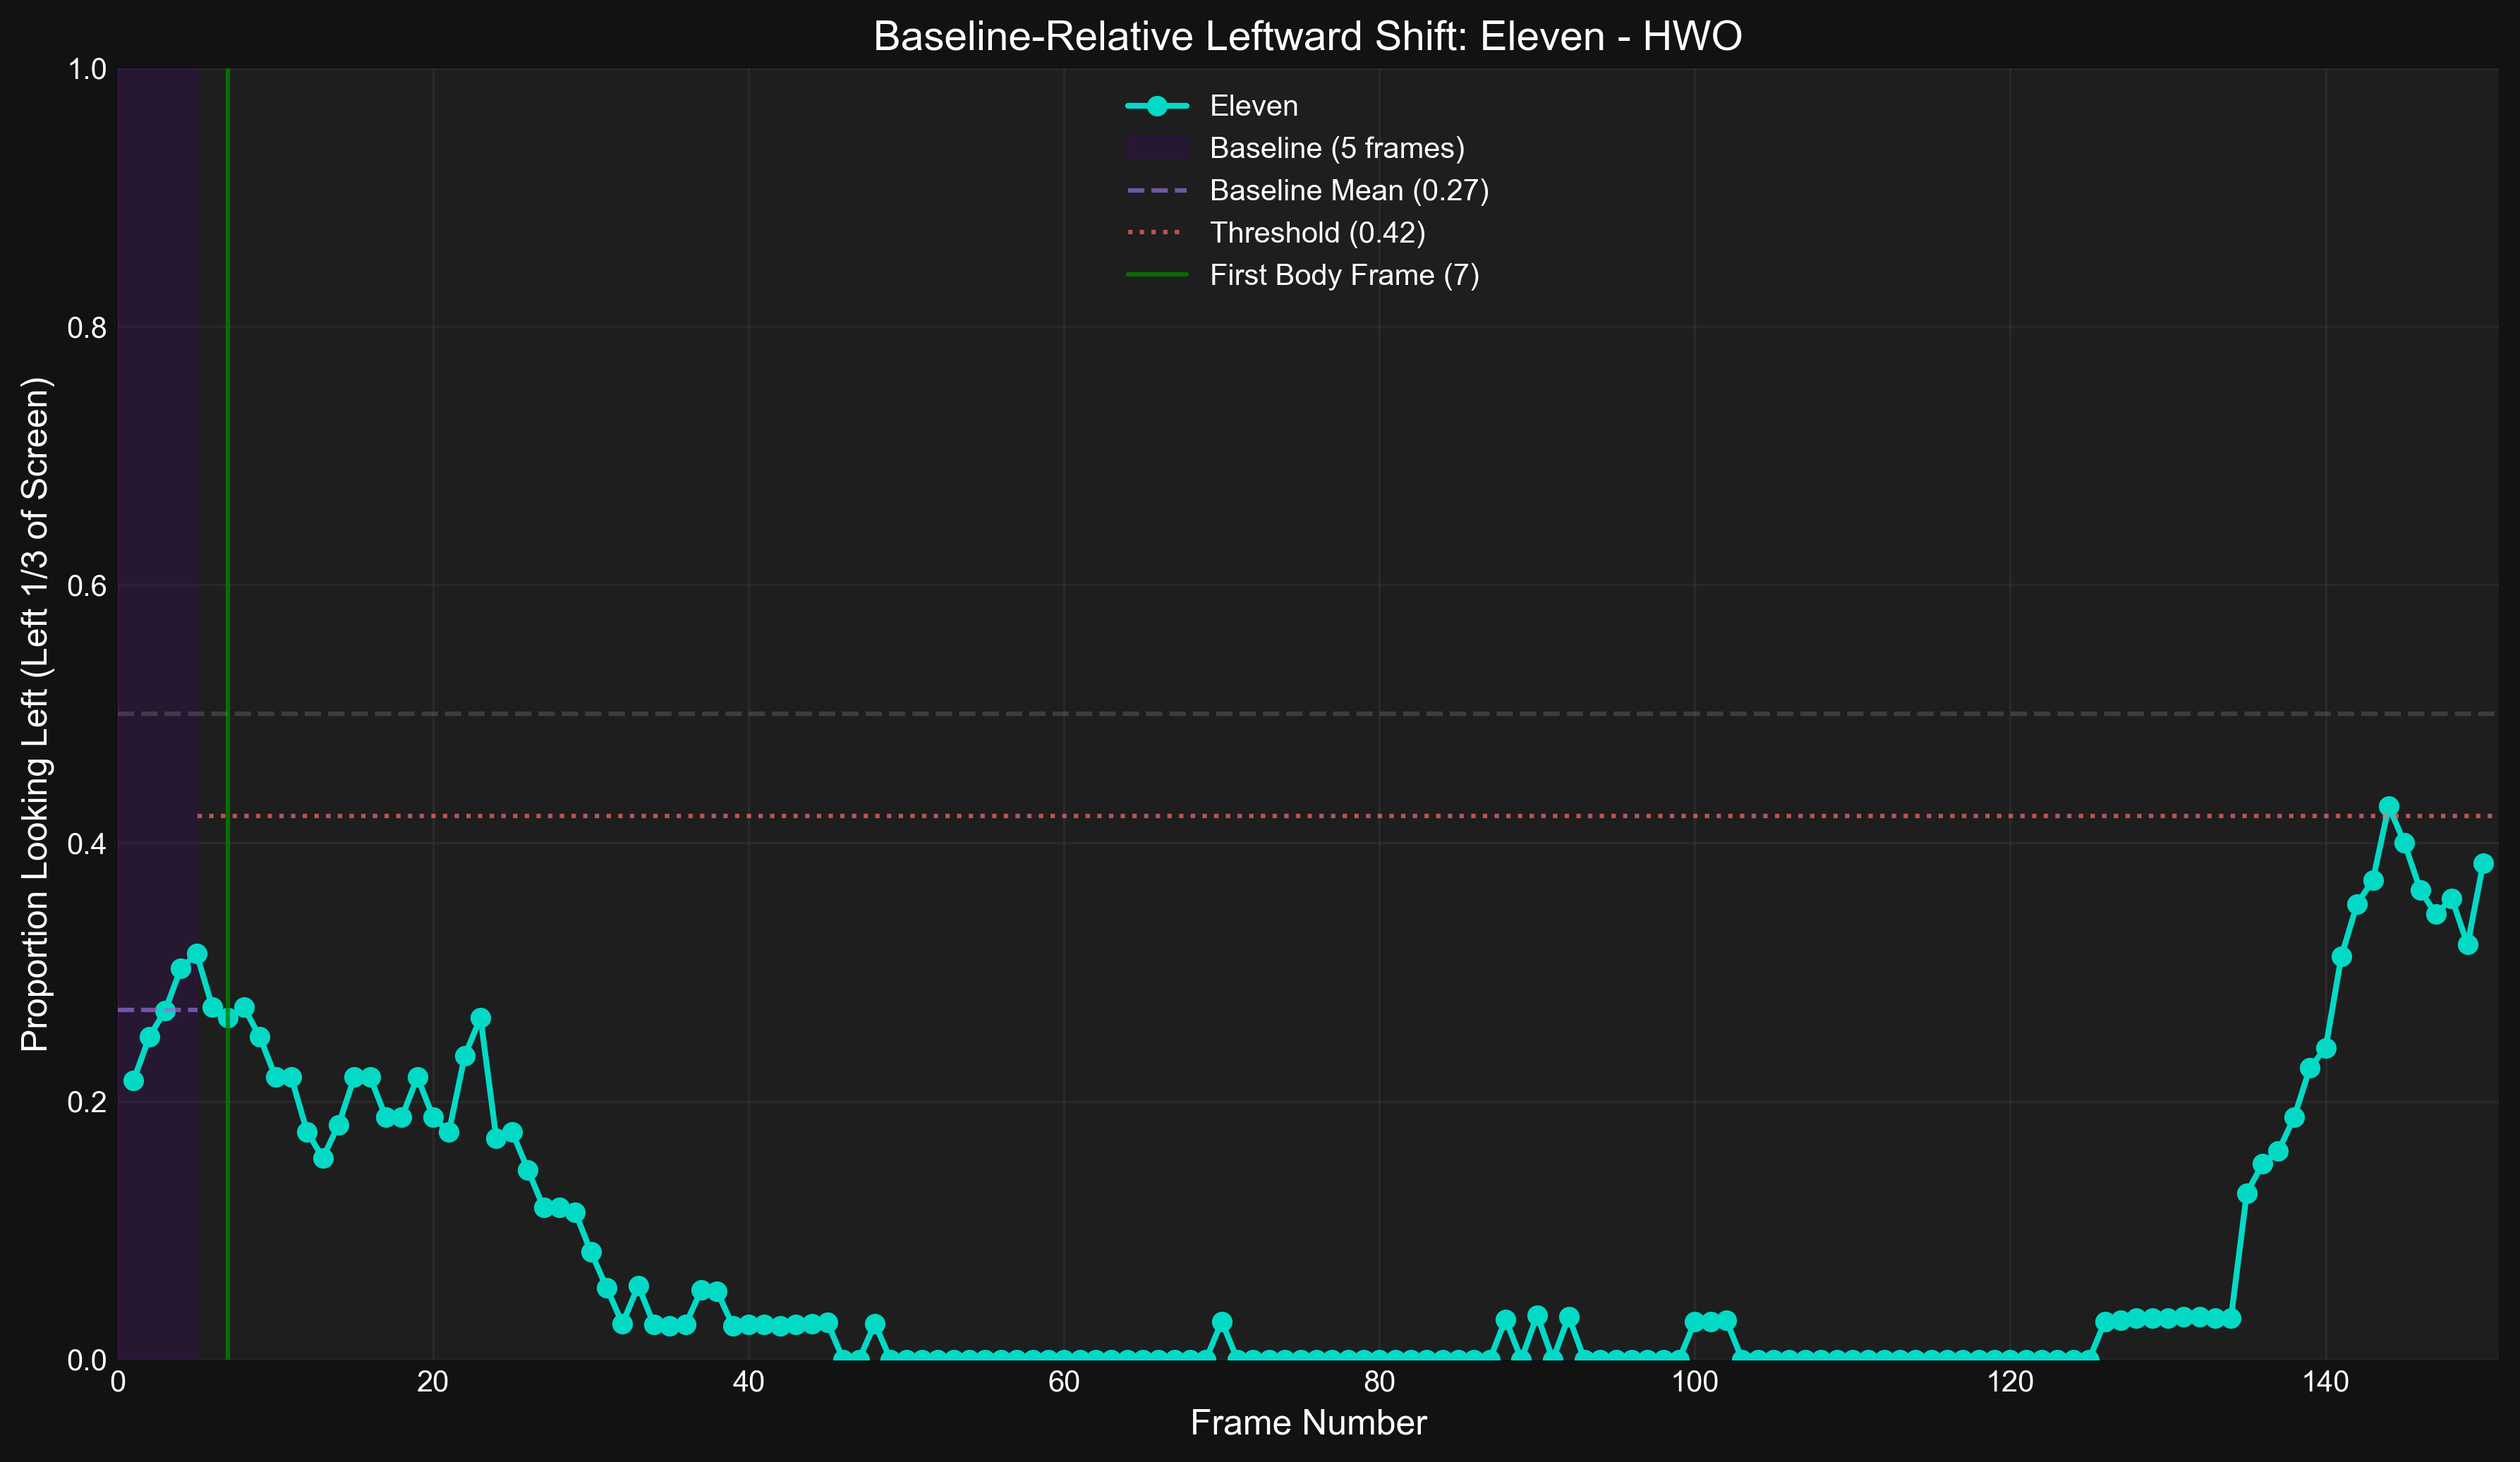 Baseline-Relative Leftward Shift: Eleven - HWO
Eleven
Baseline (5 frames)
Baseline Mean (0.27)
Threshold (0.42)
First Body Frame (7)
Proportion Looking Left (Left 1/3 of Screen)
1.0
0.8
0.6
0.4
0.2
0.0
0 20 40 60 80 100 120 140
Frame Number